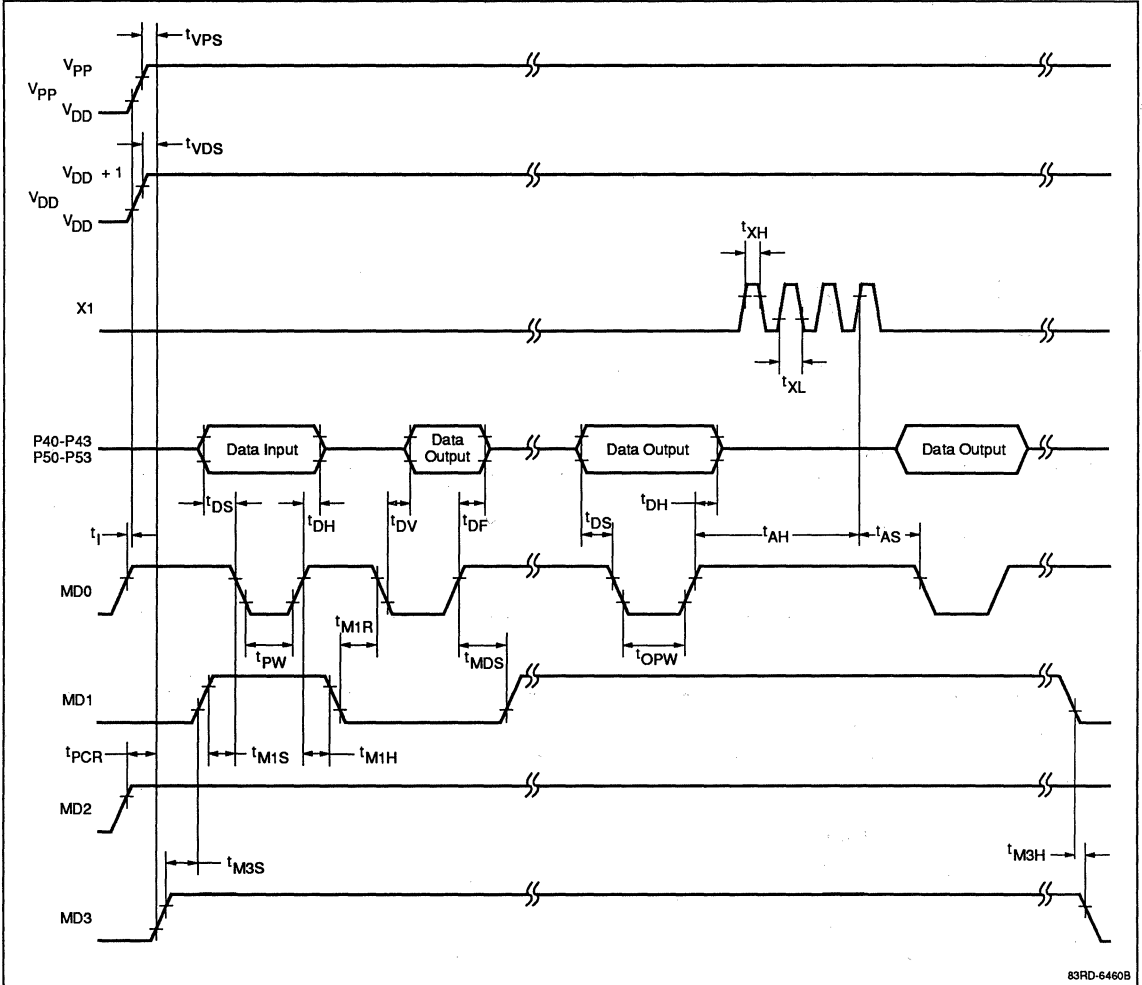 tVPS
VPP
VPP
VDD
tVDS
VDD + 1
VDD
VDD
tXH
X1
tXL
P40-P43
P50-P53
Data Input
Data
Output
Data Output
Data Output
tDS
tDH
tDV
tDF
tDS
tDH
tI
tAH
tAS
MD0
tPW
tM1R
tMDS
tOPW
MD1
tPCR
tM1S
tM1H
MD2
tM3S
tM3H
MD3
83RD-6460B